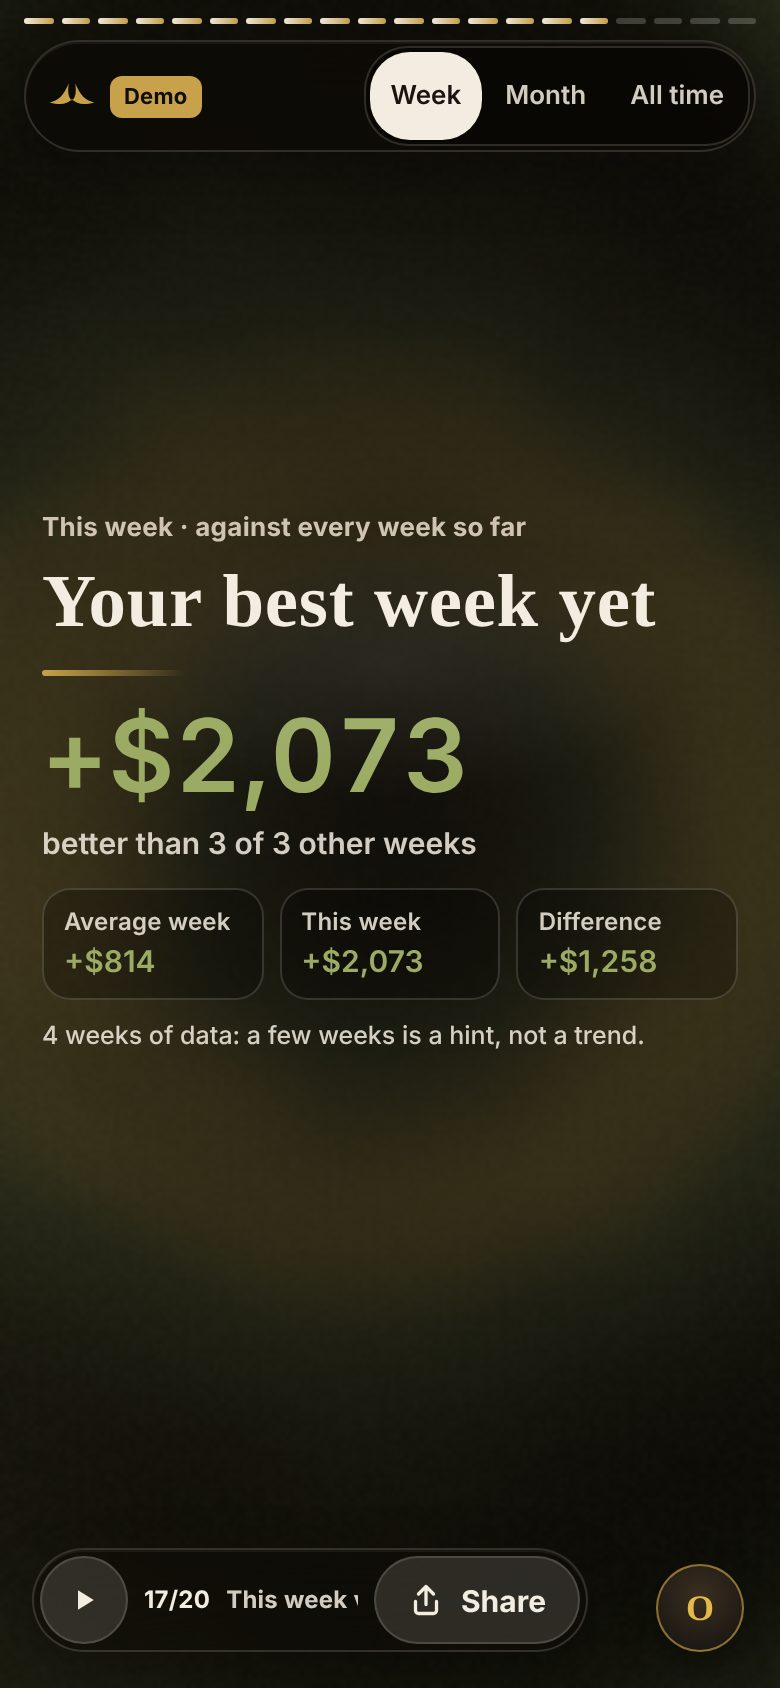 Demo
Week Month All time
This week · against every week so far
Your best week yet
+$2,073
better than 3 of 3 other weeks
Average week This week Difference
+$814 +$2,073 +$1,258
4 weeks of data: a few weeks is a hint, not a trend.
17/20 This week Share
O